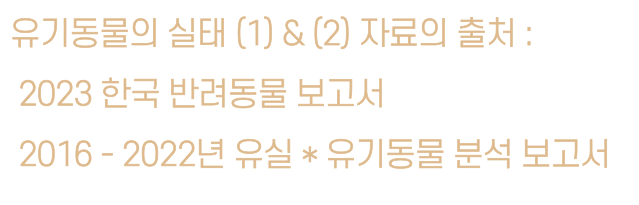 유기동물의 실태 (1) & (2) 자료의 출처 :
2023 한국 반려동물 보고서
2016 - 2022년 유실 * 유기동물 분석 보고서